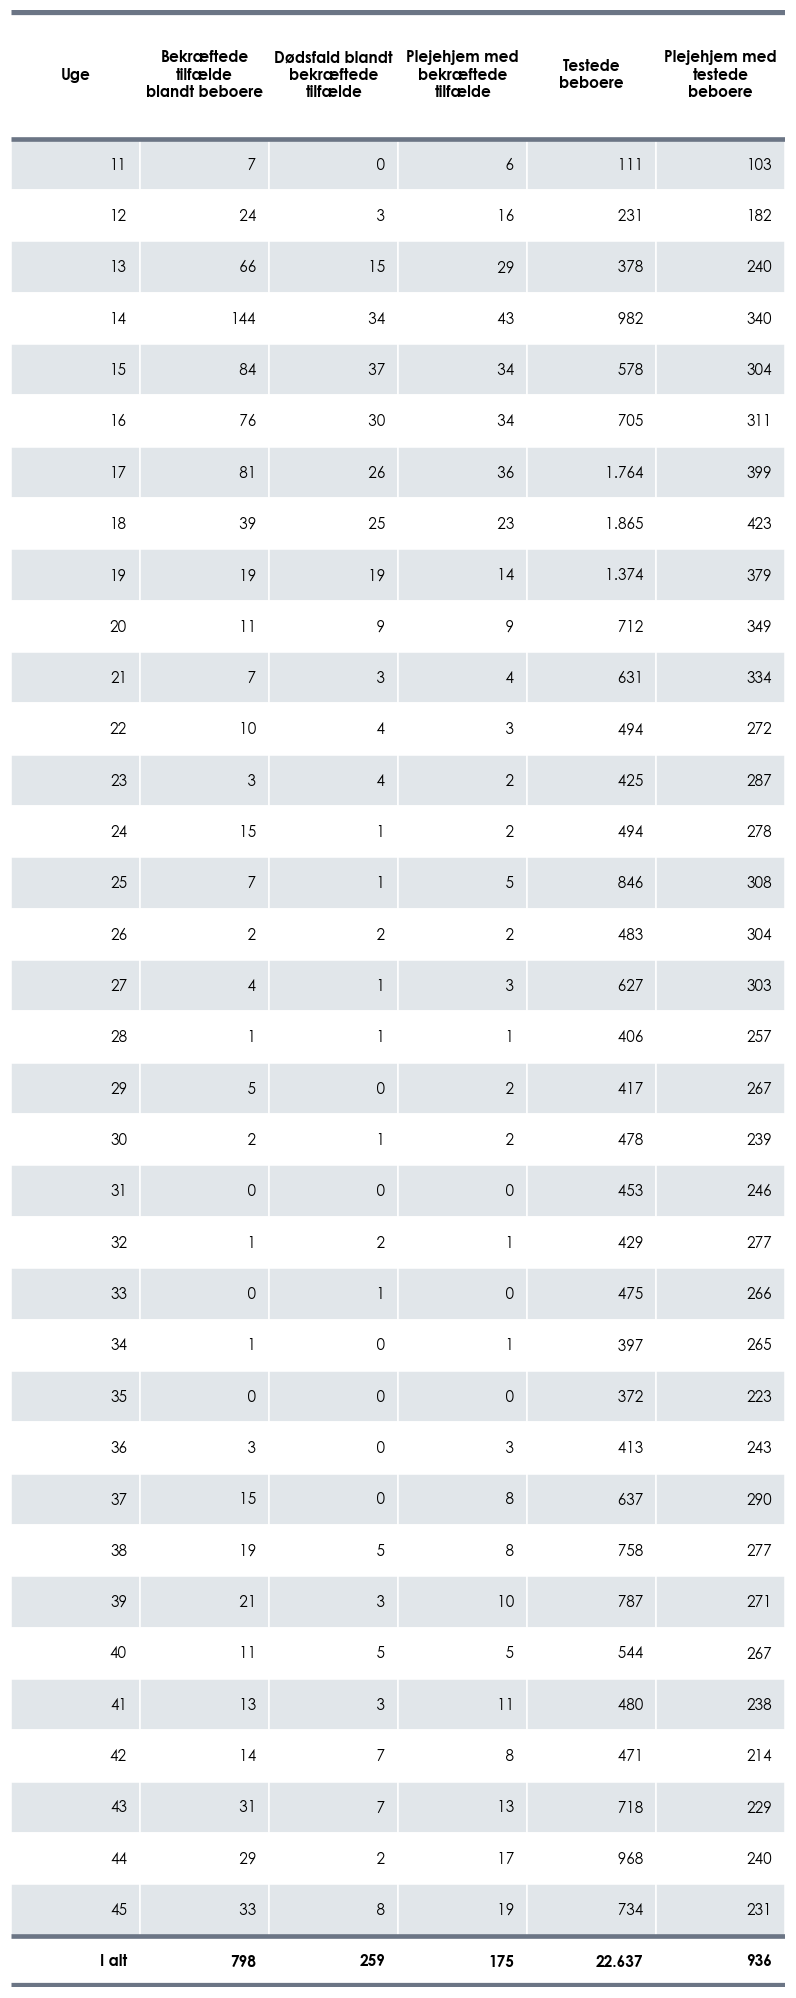 Uge Bekræftede tilfælde blandt beboere Dødsfald blandt bekræftede tilfælde Plejehjem med bekræftede tilfælde Testede beboere Plejehjem med testede beboere
11 7 0 6 111 103
12 24 3 16 231 182
13 66 15 29 378 240
14 144 34 43 982 340
15 84 37 34 578 304
16 76 30 34 705 311
17 81 26 36 1.764 399
18 39 25 23 1.865 423
19 19 19 14 1.374 379
20 11 9 9 712 349
21 7 3 4 631 334
22 10 4 3 494 272
23 3 4 2 425 287
24 15 1 2 494 278
25 7 1 5 846 308
26 2 2 2 483 304
27 4 1 3 627 303
28 1 1 1 406 257
29 5 0 2 417 267
30 2 1 2 478 239
31 0 0 0 453 246
32 1 2 1 429 277
33 0 1 0 475 266
34 1 0 1 397 265
35 0 0 0 372 223
36 3 0 3 413 243
37 15 0 8 637 290
38 19 5 8 758 277
39 21 3 10 787 271
40 11 5 5 544 267
41 13 3 11 480 238
42 14 7 8 471 214
43 31 7 13 718 229
44 29 2 17 968 240
45 33 8 19 734 231
I alt 798 259 175 22.637 936